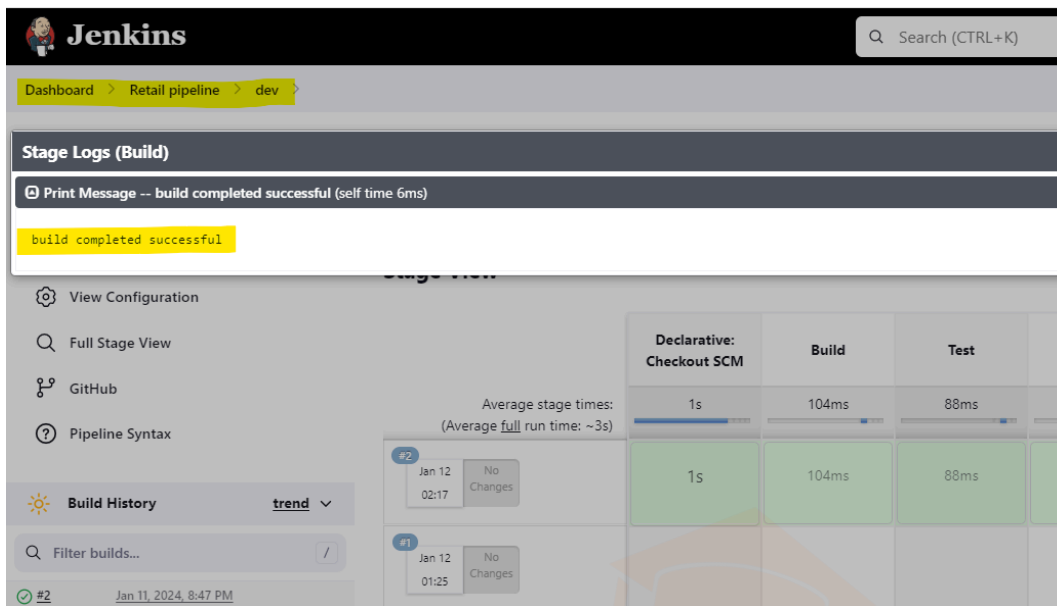 Jenkins
Search (CTRL+K)
Dashboard > Retail pipeline > dev >
Stage Logs (Build)
Print Message -- build completed successful (self time 6ms)
build completed successful
Stage View
View Configuration
Full Stage View
GitHub
Pipeline Syntax
Declarative:
Checkout SCM
Build
Test
Average stage times:
(Average full run time: ~3s)
1s
104ms
88ms
#2
Jan 12
02:17
No
Changes
1s
104ms
88ms
#1
Jan 12
01:25
No
Changes
Build History
trend
Filter builds...
/
#2
Jan 11, 2024, 8:47 PM